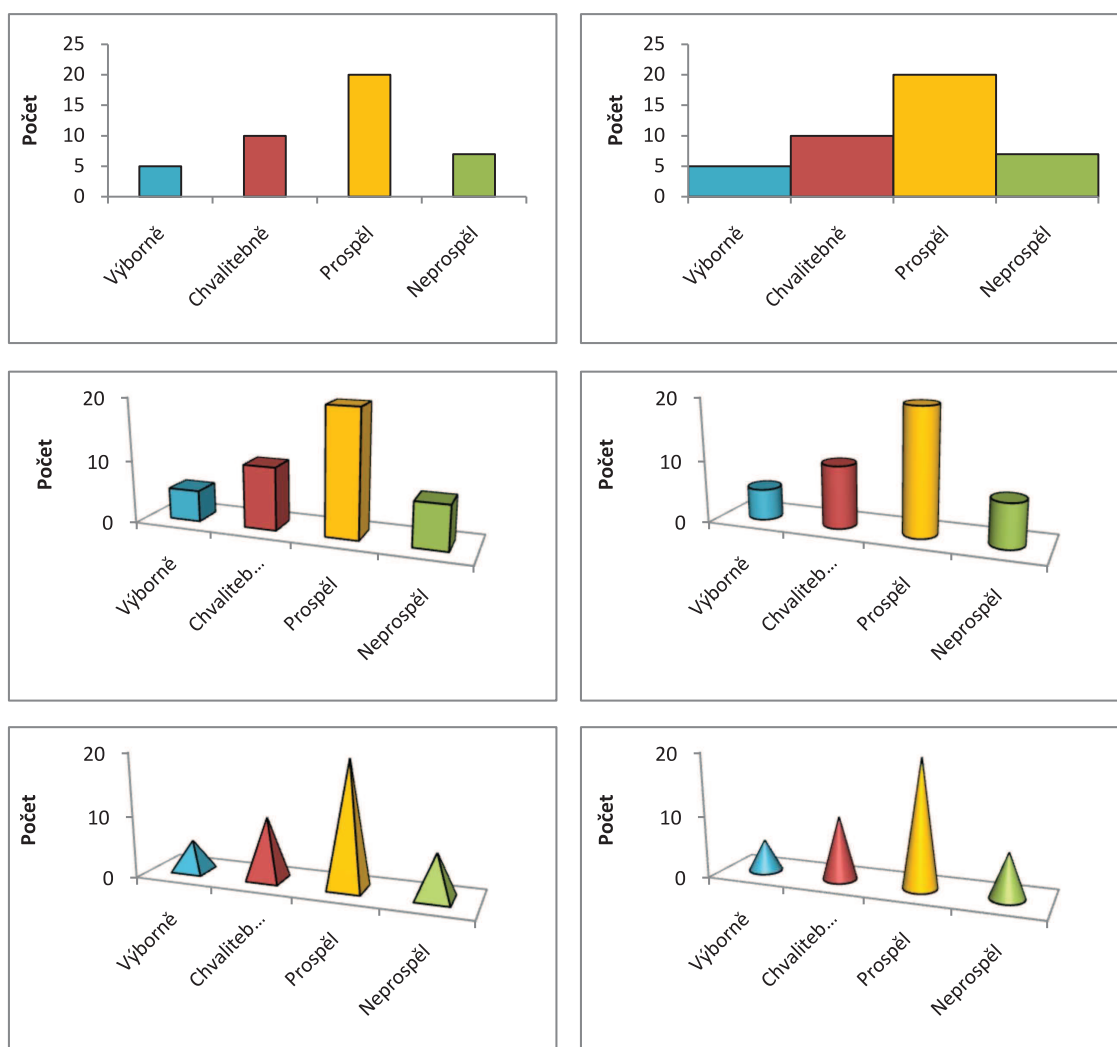 Počet
25
20
15
10
5
0
Výborně
Chvalitebně
Prospěl
Neprospěl
Počet
25
20
15
10
5
0
Výborně
Chvalitebně
Prospěl
Neprospěl
Počet
20
10
0
Výborně
Chvaliteb...
Prospěl
Neprospěl
Počet
20
10
0
Výborně
Chvaliteb...
Prospěl
Neprospěl
Počet
20
10
0
Výborně
Chvaliteb...
Prospěl
Neprospěl
Počet
20
10
0
Výborně
Chvaliteb...
Prospěl
Neprospěl